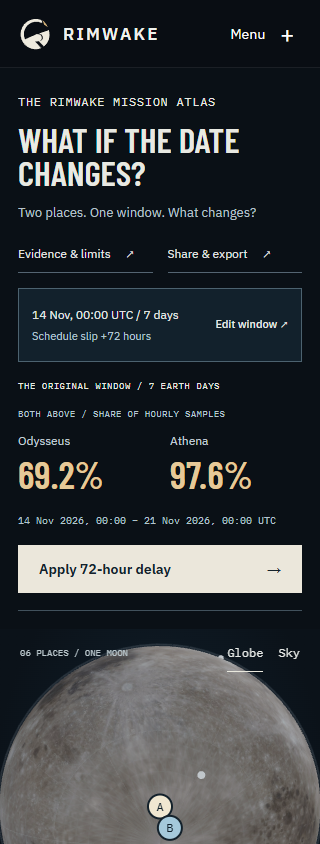 RIMWAKE
Menu +
THE RIMWAKE MISSION ATLAS
WHAT IF THE DATE
CHANGES?
Two places. One window. What changes?
Evidence & limits ↗
Share & export ↗
14 Nov, 00:00 UTC / 7 days
Schedule slip +72 hours
Edit window ↗
THE ORIGINAL WINDOW / 7 EARTH DAYS
BOTH ABOVE / SHARE OF HOURLY SAMPLES
Odysseus
69.2%
Athena
97.6%
14 Nov 2026, 00:00 – 21 Nov 2026, 00:00 UTC
Apply 72-hour delay →
06 PLACES / ONE MOON
Globe
Sky
A
B